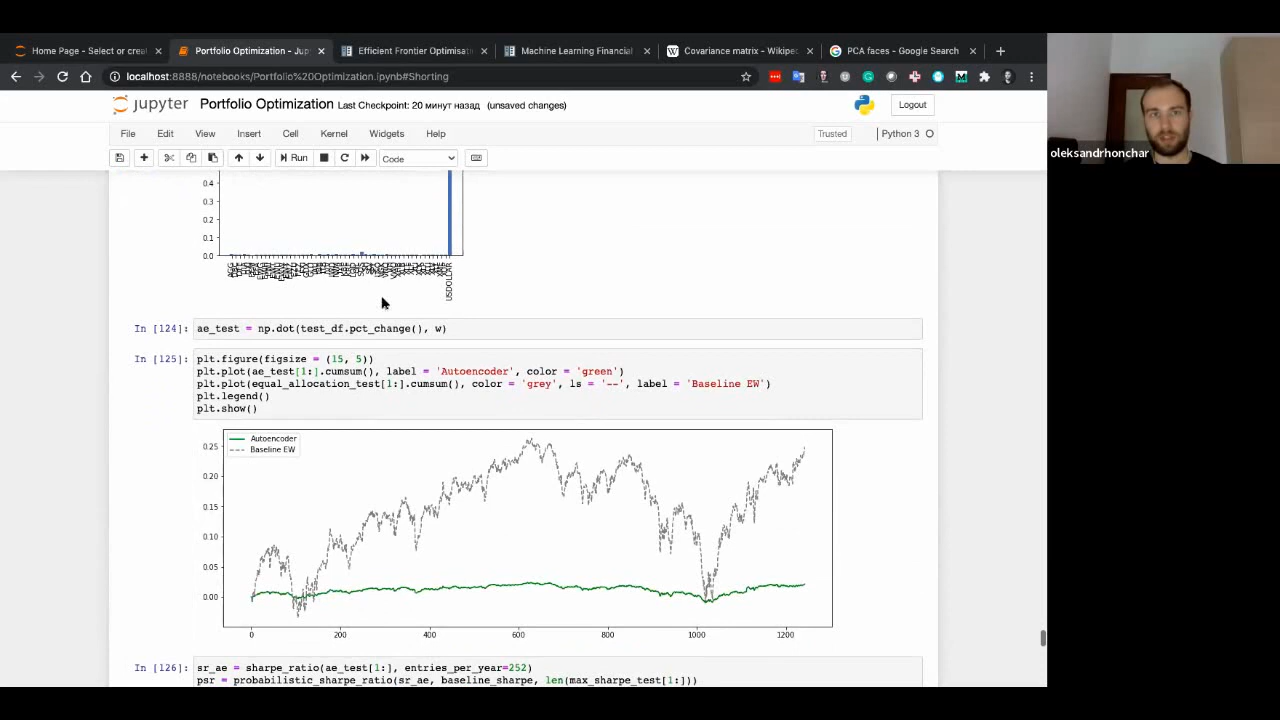 Home Page - Select or crea
Portfolio Optimization - Jup
Efficient Frontier Optimisati
Machine Learning Financial
Covariance matrix - Wikipe
PCA faces - Google Search
localhost:8888/notebooks/Portfolio%20Optimization.ipynb#Shorting
jupyter Portfolio Optimization Last Checkpoint: 20 минут назад (unsaved changes)
Logout
File Edit View Insert Cell Kernel Widgets Help
Trusted
Python 3
Run
Code
oleksandrhonchar
0.4
0.3
0.2
0.1
0.0
USDOLLAR
In [124]: ae_test = np.dot(test_df.pct_change(), w)
In [125]: plt.figure(figsize = (15, 5))
plt.plot(ae_test[1:].cumsum(), label = 'Autoencoder', color = 'green')
plt.plot(equal_allocation_test[1:].cumsum(), color = 'grey', ls = '--', label = 'Baseline EW')
plt.legend()
plt.show()
Autoencoder
Baseline EW
0.25
0.20
0.15
0.10
0.05
0.00
0 200 400 600 800 1000 1200
In [126]: sr_ae = sharpe_ratio(ae_test[1:], entries_per_year=252)
psr = probabilistic_sharpe_ratio(sr_ae, baseline_sharpe, len(max_sharpe_test[1:]))